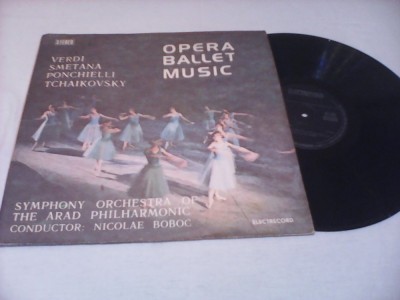 OPERA
BALLET
MUSIC
VERDI
SMETANA
PONCHIELLI
TCHAIKOVSKY
SYMPHONY ORCHESTRA OF
THE ARAD PHILHARMONIC
CONDUCTOR: NICOLAE BOBOC
ELECTRECORD